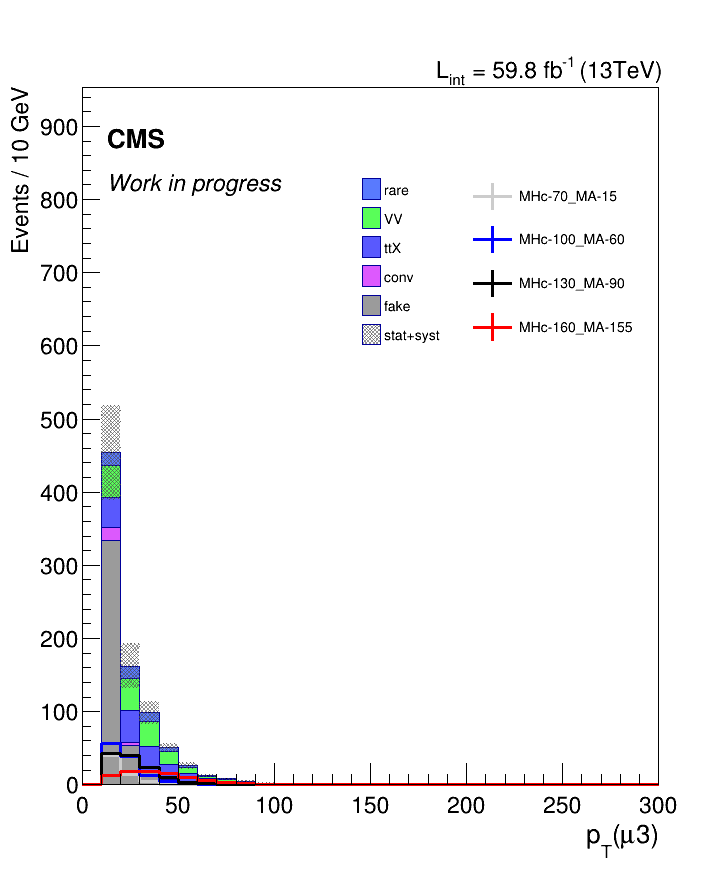 L_int = 59.8 fb^-1 (13TeV)
Events / 10 GeV
CMS
Work in progress
rare
VV
ttX
conv
fake
stat+syst
MHc-70_MA-15
MHc-100_MA-60
MHc-130_MA-90
MHc-160_MA-155
900
800
700
600
500
400
300
200
100
0
0 50 100 150 200 250 300
p_T(μ3)